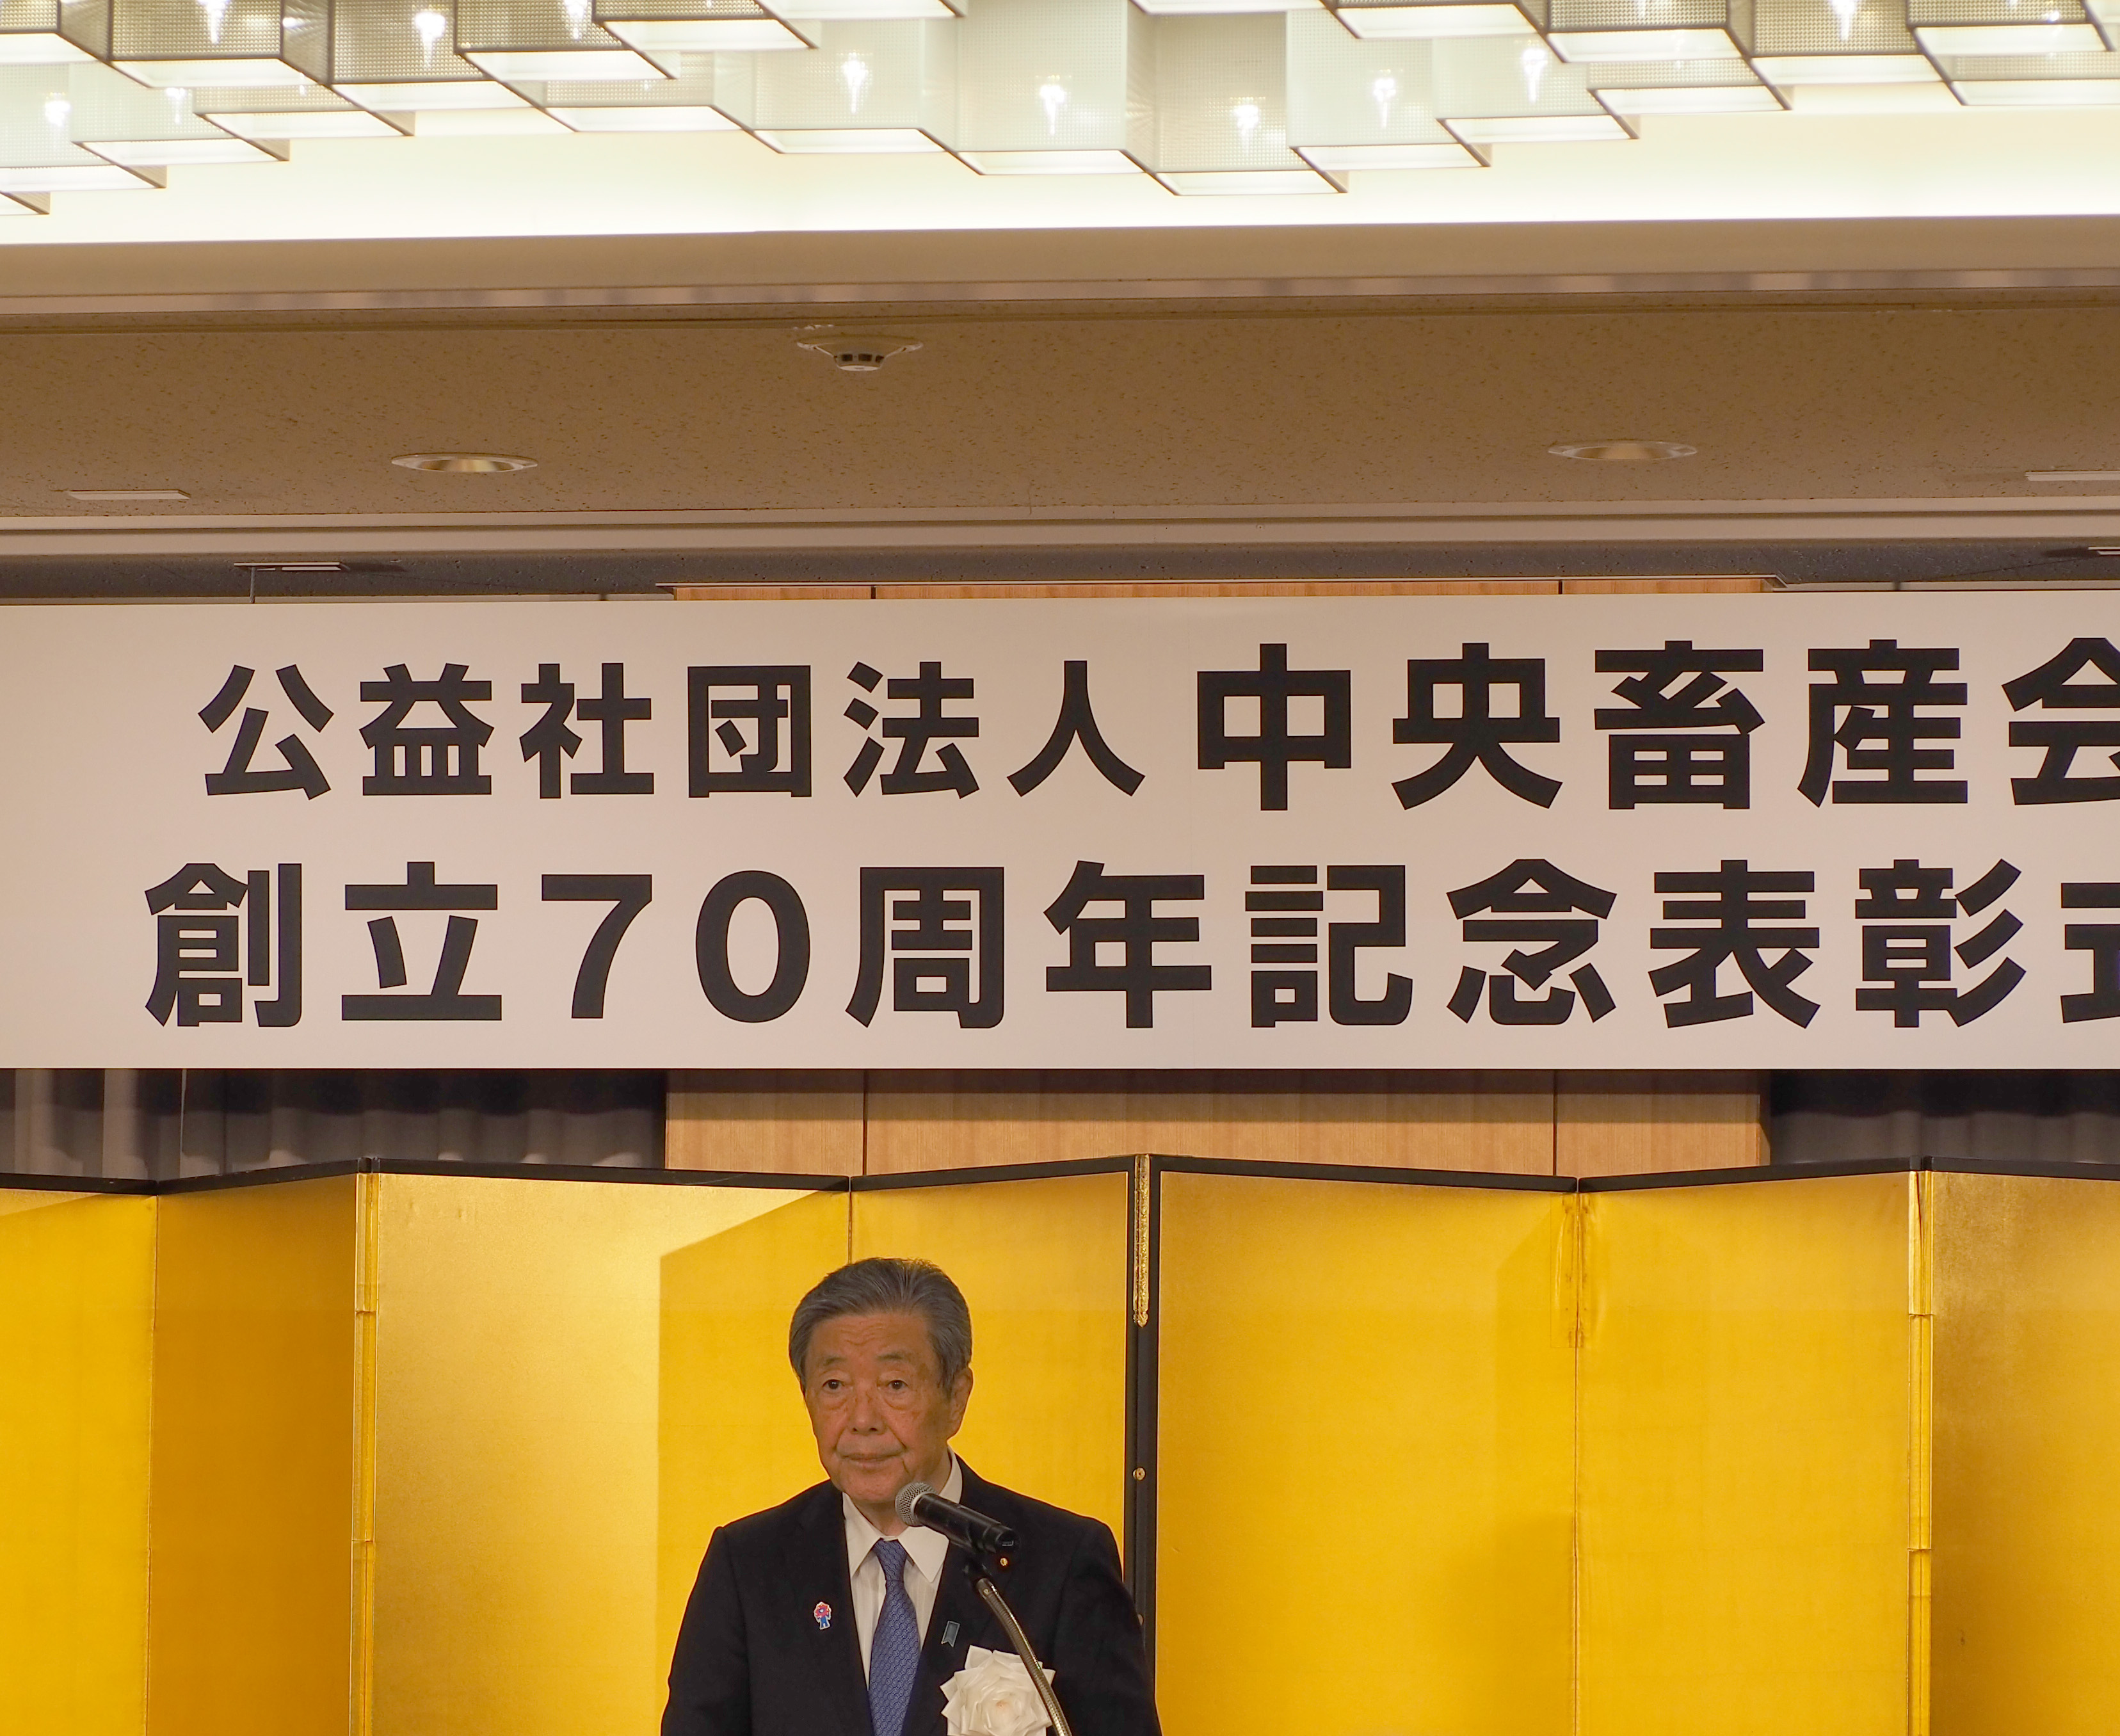 公益社団法人 中央畜産会
創立70周年記念表彰式